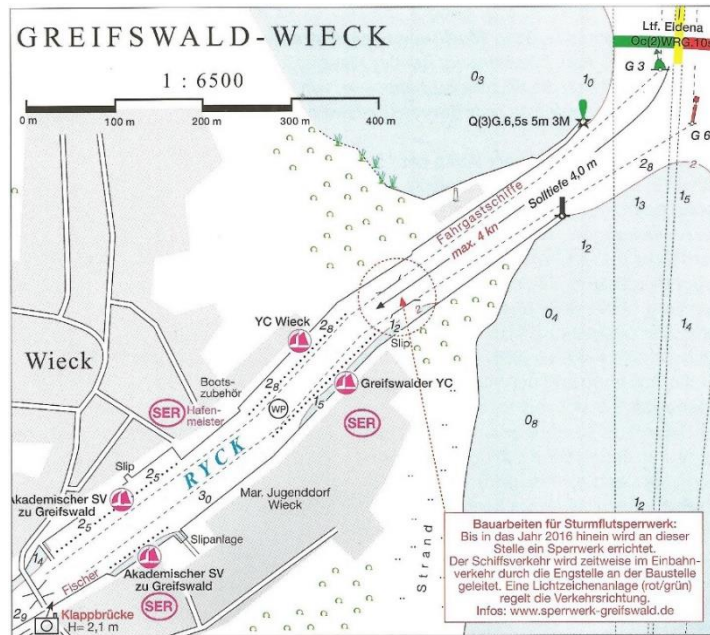 GREIFSWALD-WIECK
1 : 6500
0 m 100 m 200 m 300 m 400 m
Ltf. Eldena
Oc(2)WRG.10s
G 3
0₃
1₀
Q(3)G.6,5s 5m 3M
G 6
2₈
2
Solltiefe 4,0 m
Fahrgastschiffe
max. 4 kn
1₃
1₅
1₂
2
YC Wieck
2₈
1₂
Slip
0₄
1₄
Wieck
Boots-
zubehör
2₈
Greifswalder YC
WP
1₅
SER
Hafen-
meister
SER
0₈
RYCK
Slip
2₅
Akademischer SV
zu Greifswald
3₀
Mar. Jugenddorf
Wieck
2₅
1₂
Slipanlage
1₄
Strand
Akademischer SV
zu Greifswald
Fischer
SER
2₉
Klappbrücke
H= 2,1 m
Bauarbeiten für Sturmflutsperrwerk:
Bis in das Jahr 2016 hinein wird an dieser
Stelle ein Sperrwerk errichtet.
Der Schiffsverkehr wird zeitweise im Einbahn-
verkehr durch die Engstelle an der Baustelle
geleitet. Eine Lichtzeichenanlage (rot/grün)
regelt die Verkehrsrichtung.
Infos: www.sperrwerk-greifswald.de